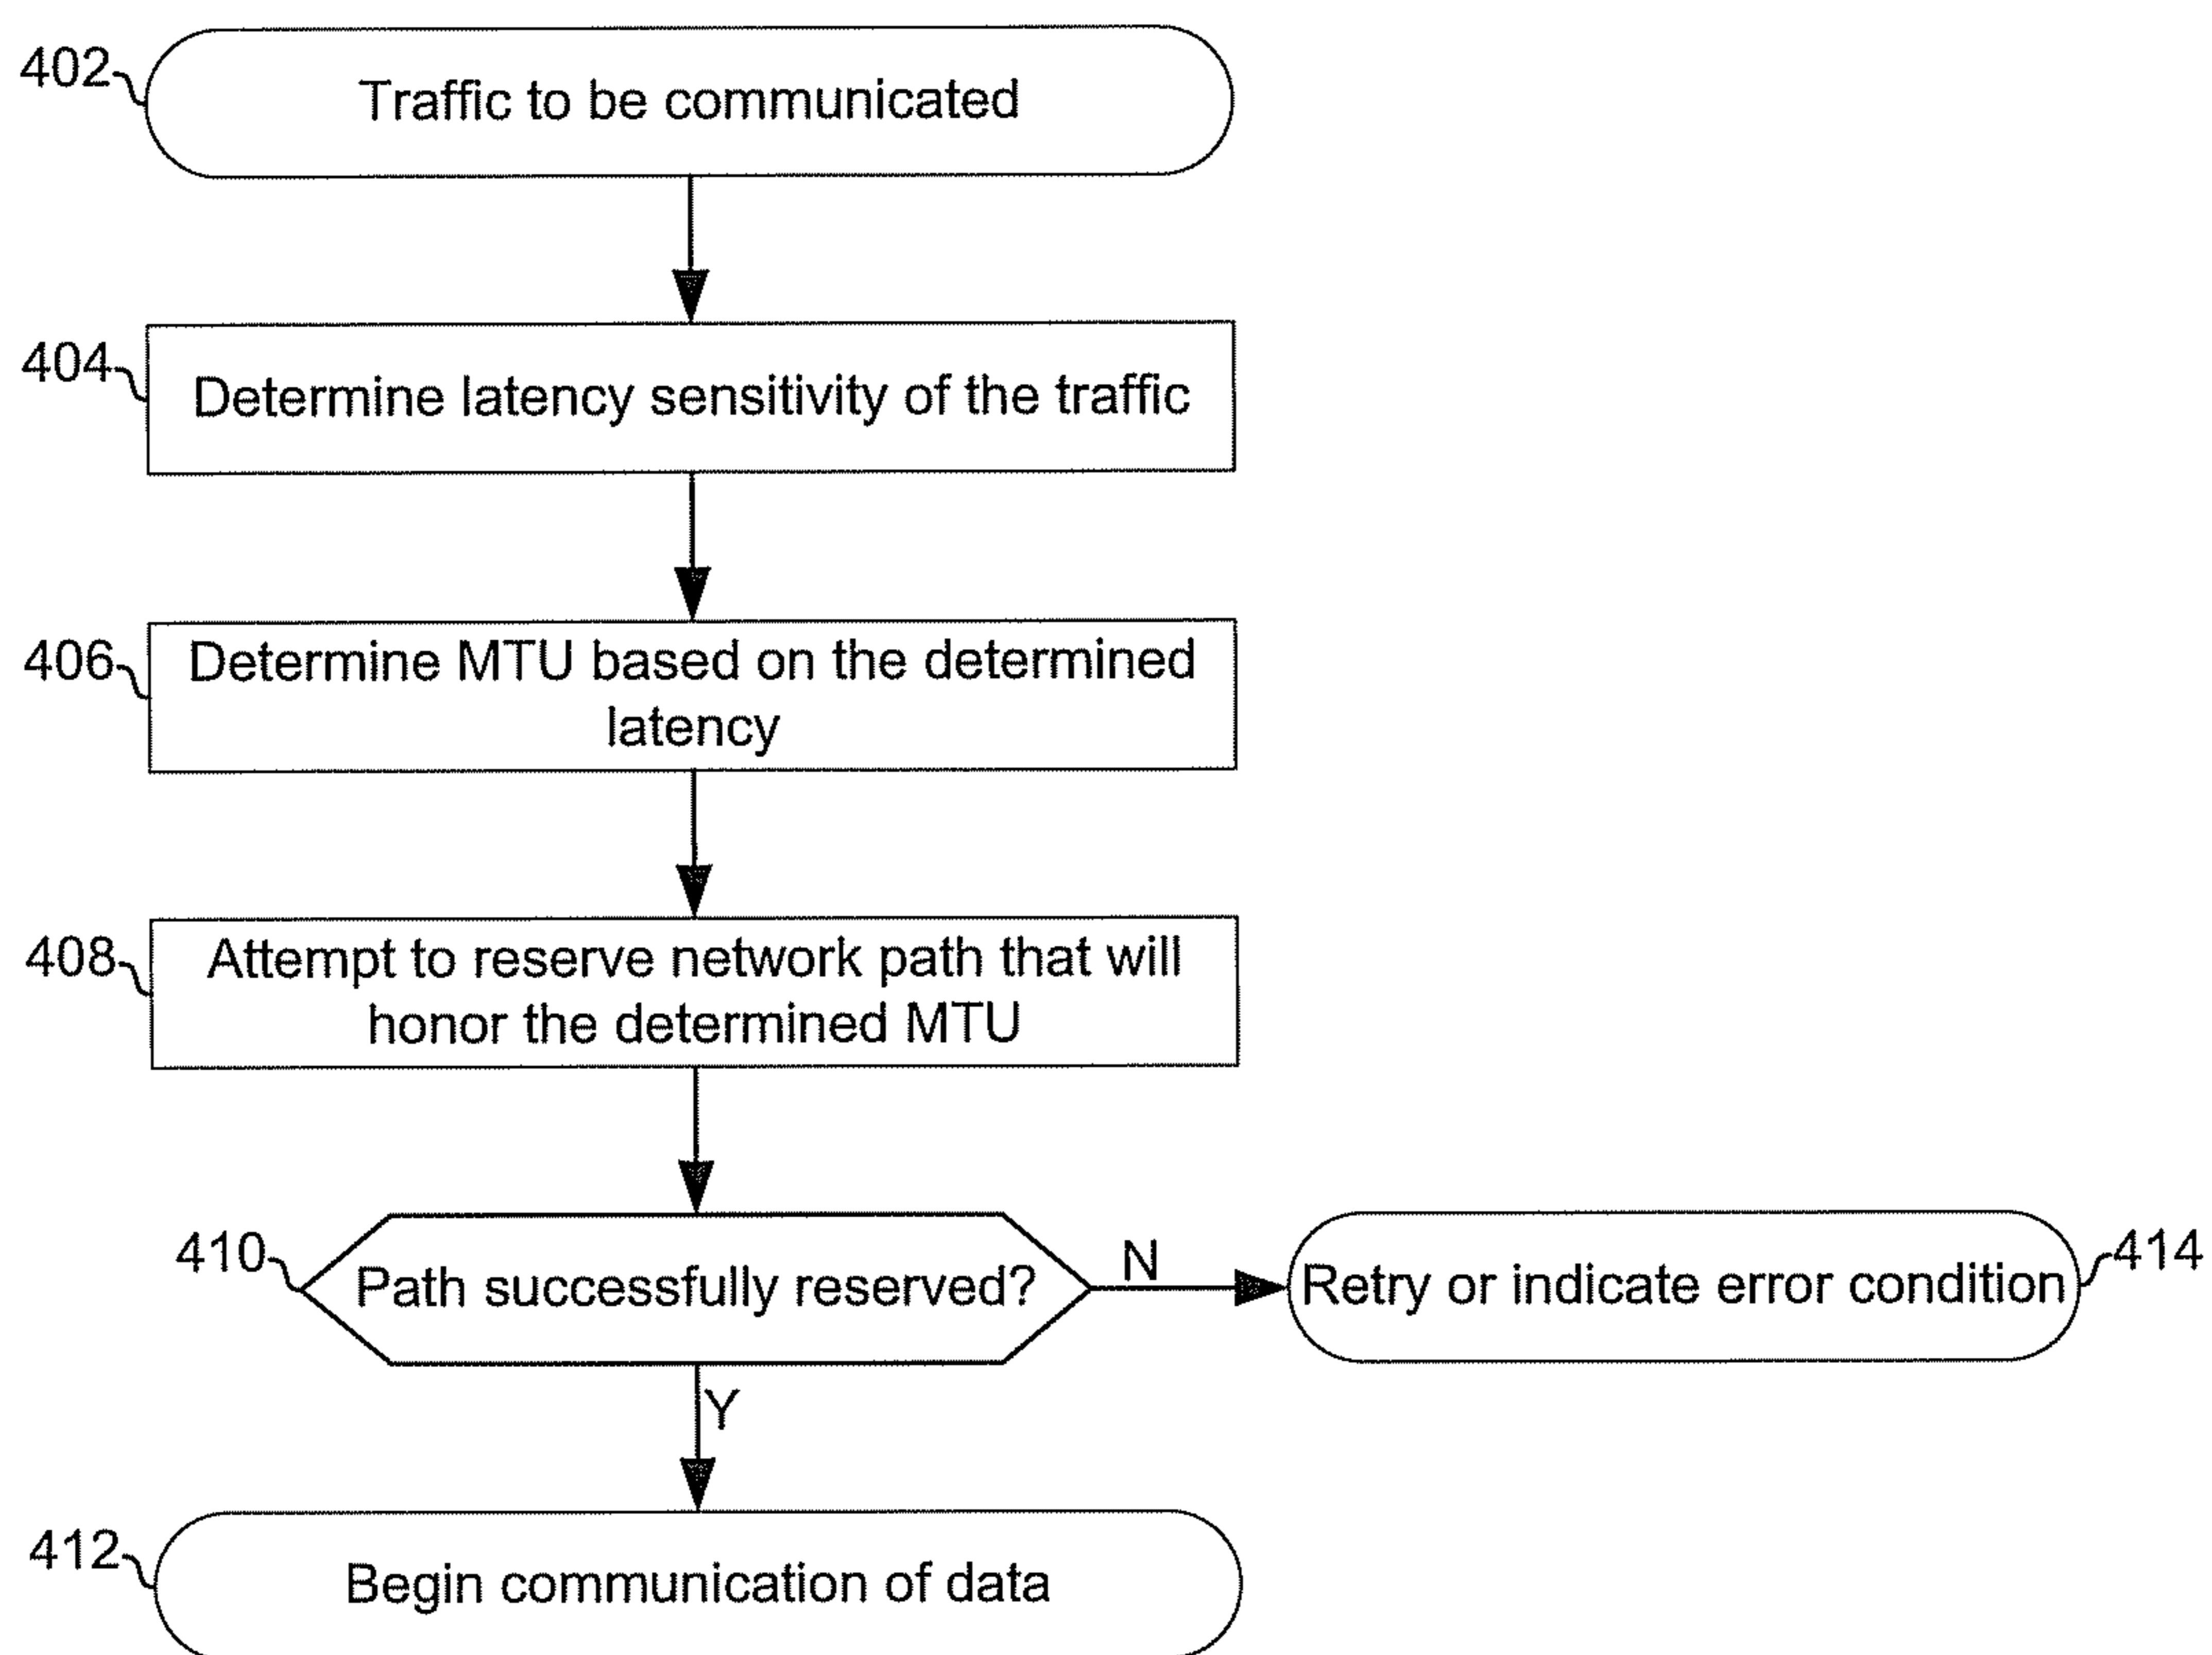 402
Traffic to be communicated
404
Determine latency sensitivity of the traffic
406
Determine MTU based on the determined
latency
408
Attempt to reserve network path that will
honor the determined MTU
410
Path successfully reserved?
N
Retry or indicate error condition
414
Y
412
Begin communication of data